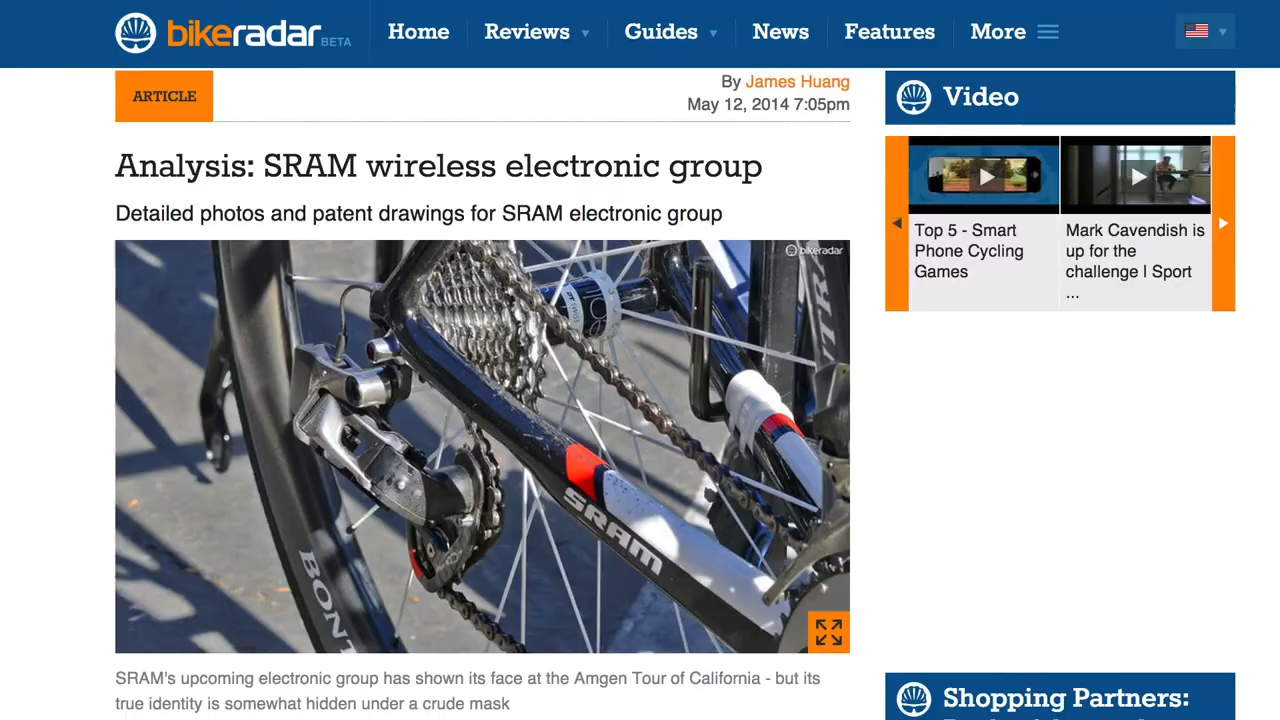 bikeradar BETA
Home
Reviews
Guides
News
Features
More
ARTICLE
By James Huang
May 12, 2014 7:05pm
Analysis: SRAM wireless electronic group
Detailed photos and patent drawings for SRAM electronic group
bikeradar
DT SWISS
SRAM
BONT
SRAM's upcoming electronic group has shown its face at the Amgen Tour of California - but its
true identity is somewhat hidden under a crude mask
Video
Top 5 - Smart
Phone Cycling
Games
Mark Cavendish is
up for the
challenge | Sport
...
Shopping Partners: